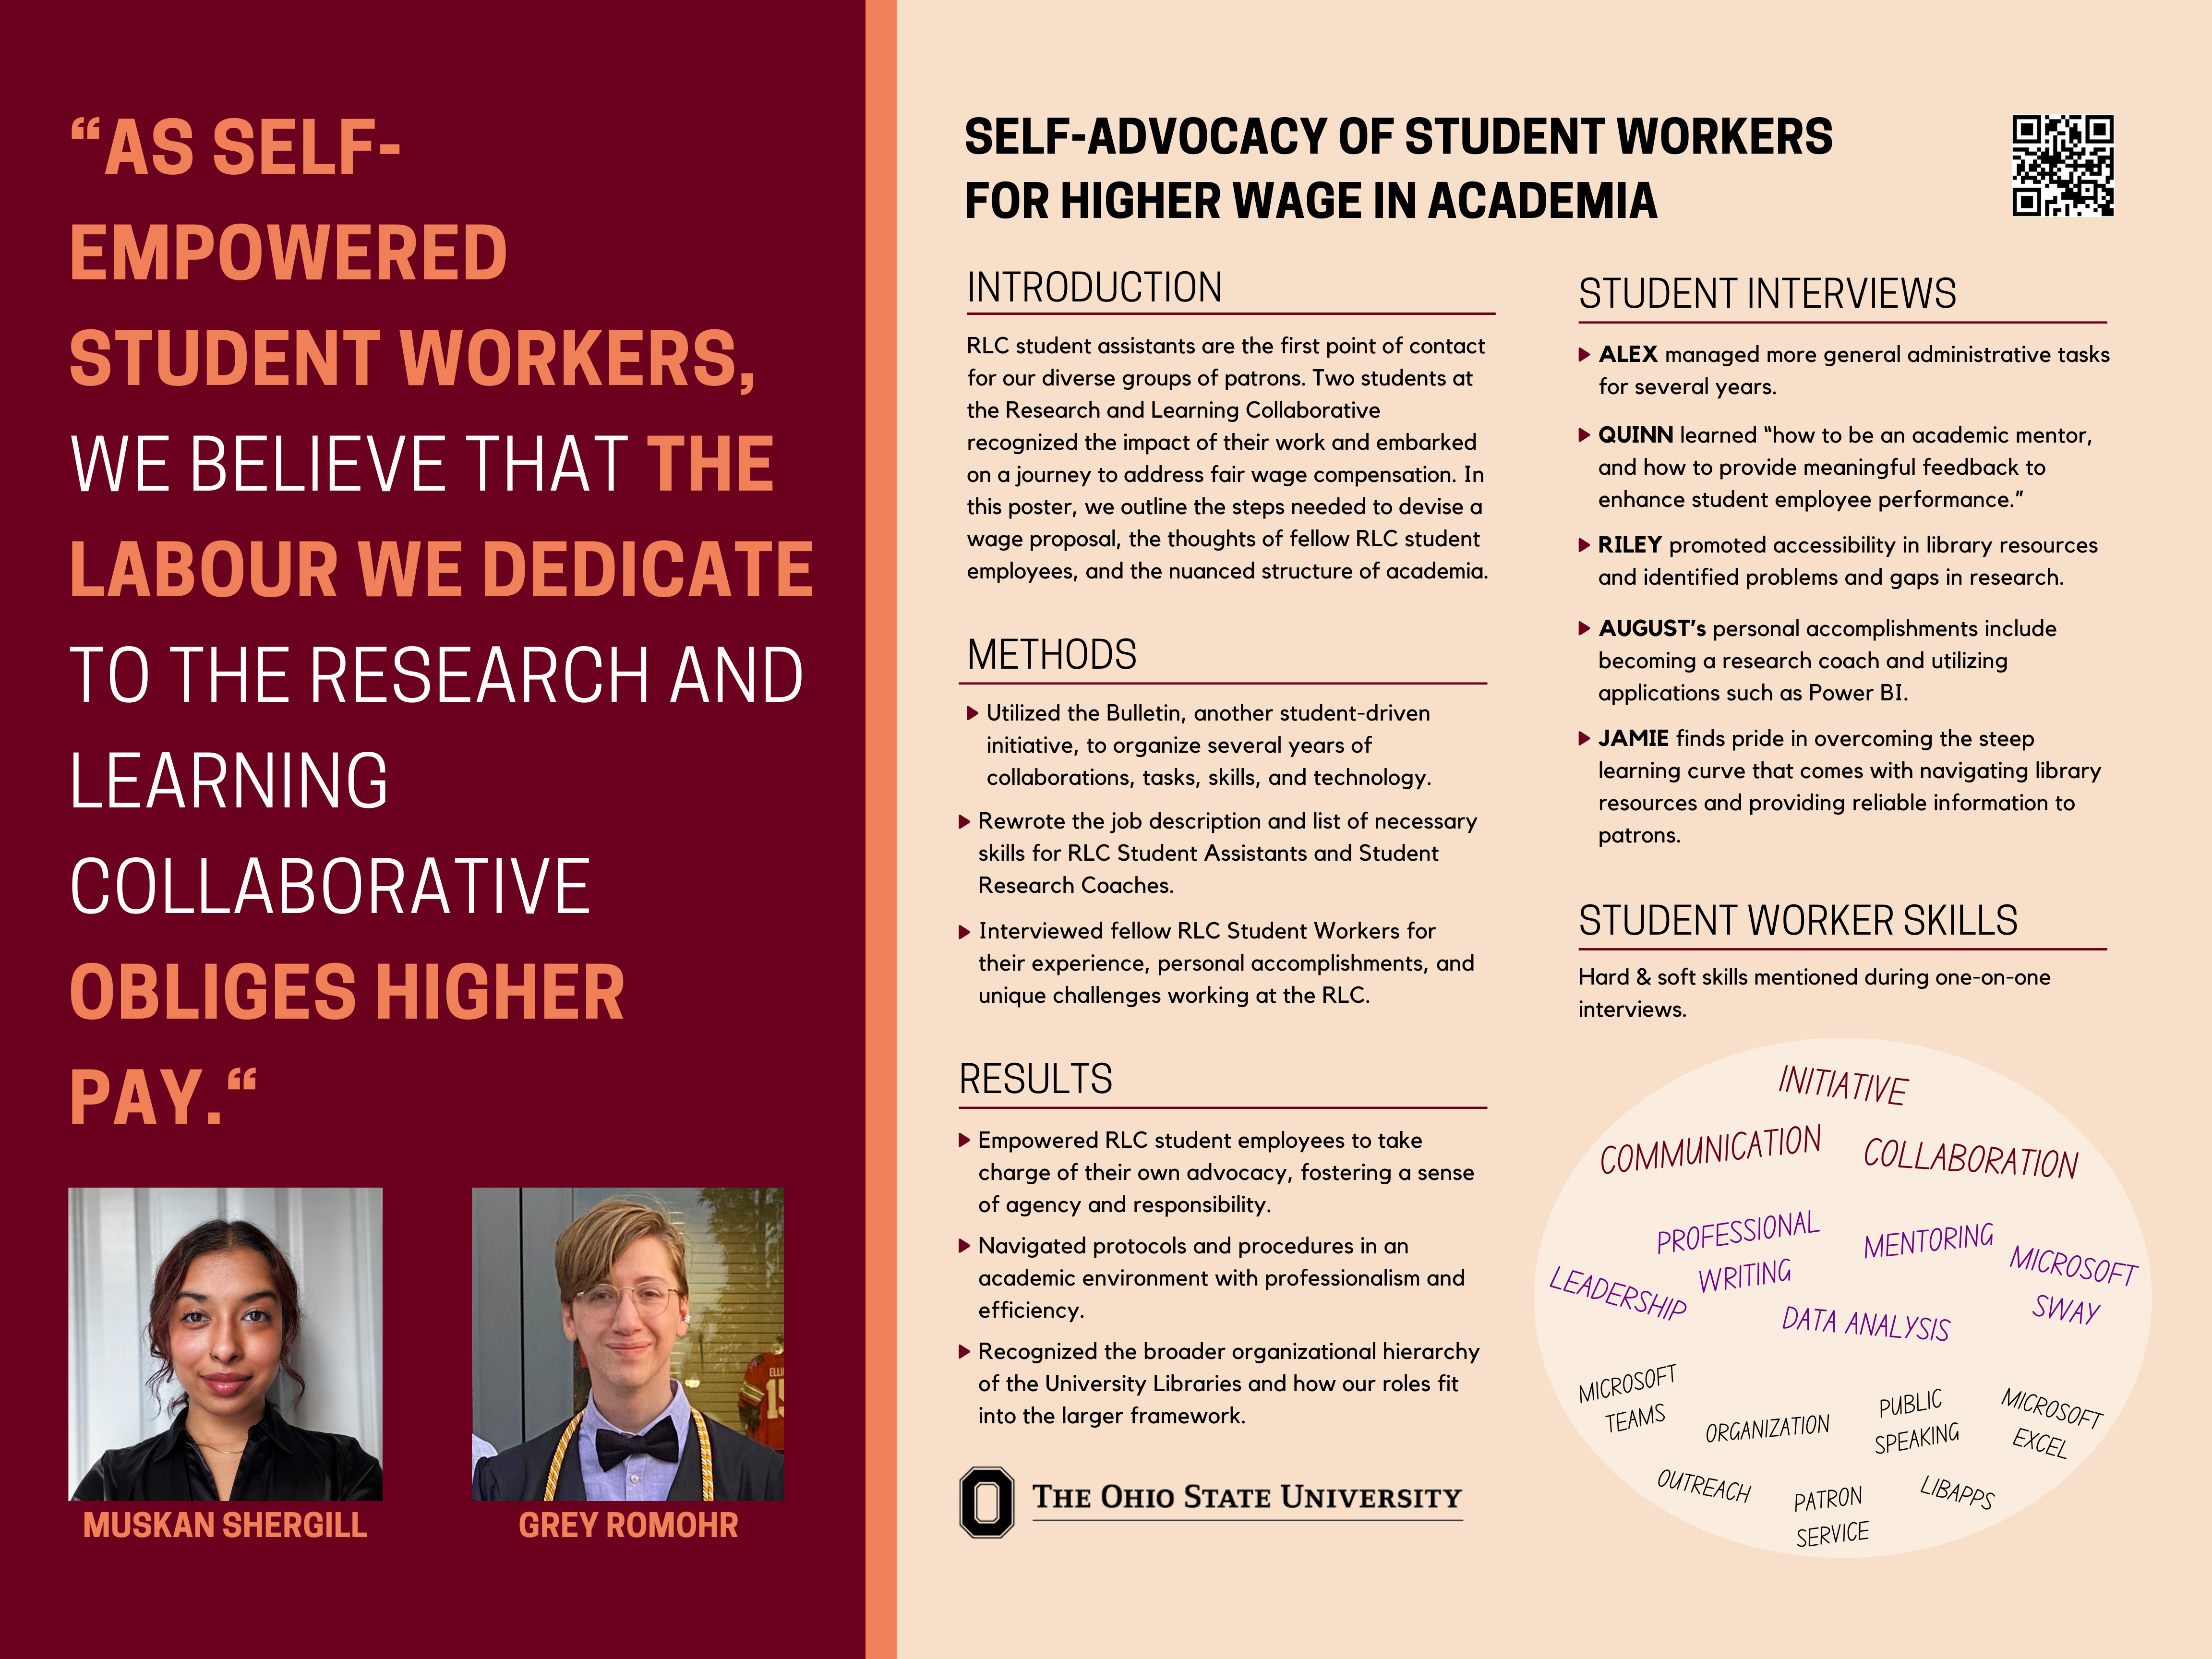 “AS SELF-
EMPOWERED
STUDENT WORKERS,
WE BELIEVE THAT THE
LABOUR WE DEDICATE
TO THE RESEARCH AND
LEARNING
COLLABORATIVE
OBLIGES HIGHER
PAY.“
MUSKAN SHERGILL
GREY ROMOHR
SELF-ADVOCACY OF STUDENT WORKERS
FOR HIGHER WAGE IN ACADEMIA
INTRODUCTION
RLC student assistants are the first point of contact
for our diverse groups of patrons. Two students at
the Research and Learning Collaborative
recognized the impact of their work and embarked
on a journey to address fair wage compensation. In
this poster, we outline the steps needed to devise a
wage proposal, the thoughts of fellow RLC student
employees, and the nuanced structure of academia.
METHODS
Utilized the Bulletin, another student-driven
initiative, to organize several years of
collaborations, tasks, skills, and technology.
Rewrote the job description and list of necessary
skills for RLC Student Assistants and Student
Research Coaches.
Interviewed fellow RLC Student Workers for
their experience, personal accomplishments, and
unique challenges working at the RLC.
RESULTS
Empowered RLC student employees to take
charge of their own advocacy, fostering a sense
of agency and responsibility.
Navigated protocols and procedures in an
academic environment with professionalism and
efficiency.
Recognized the broader organizational hierarchy
of the University Libraries and how our roles fit
into the larger framework.
THE OHIO STATE UNIVERSITY
STUDENT INTERVIEWS
ALEX managed more general administrative tasks
for several years.
QUINN learned “how to be an academic mentor,
and how to provide meaningful feedback to
enhance student employee performance.”
RILEY promoted accessibility in library resources
and identified problems and gaps in research.
AUGUST’s personal accomplishments include
becoming a research coach and utilizing
applications such as Power BI.
JAMIE finds pride in overcoming the steep
learning curve that comes with navigating library
resources and providing reliable information to
patrons.
STUDENT WORKER SKILLS
Hard & soft skills mentioned during one-on-one
interviews.
INITIATIVE
COMMUNICATION
COLLABORATION
PROFESSIONAL
WRITING
MENTORING
MICROSOFT
SWAY
LEADERSHIP
DATA ANALYSIS
MICROSOFT
TEAMS
ORGANIZATION
PUBLIC
SPEAKING
MICROSOFT
EXCEL
OUTREACH
PATRON
SERVICE
LIBAPPS